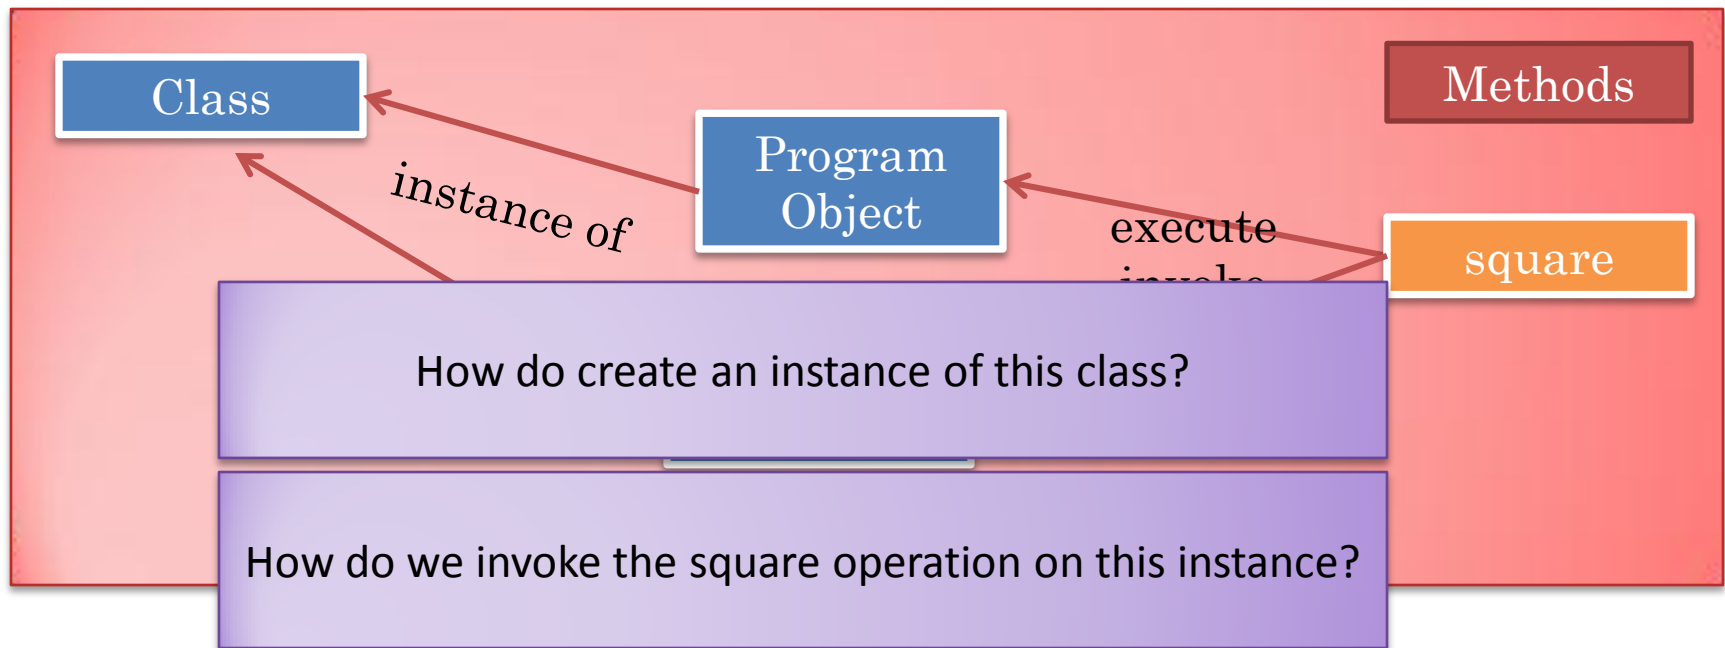 Class
Methods
Program
Object
instance of
execute
invoke
square
How do create an instance of this class?
How do we invoke the square operation on this instance?